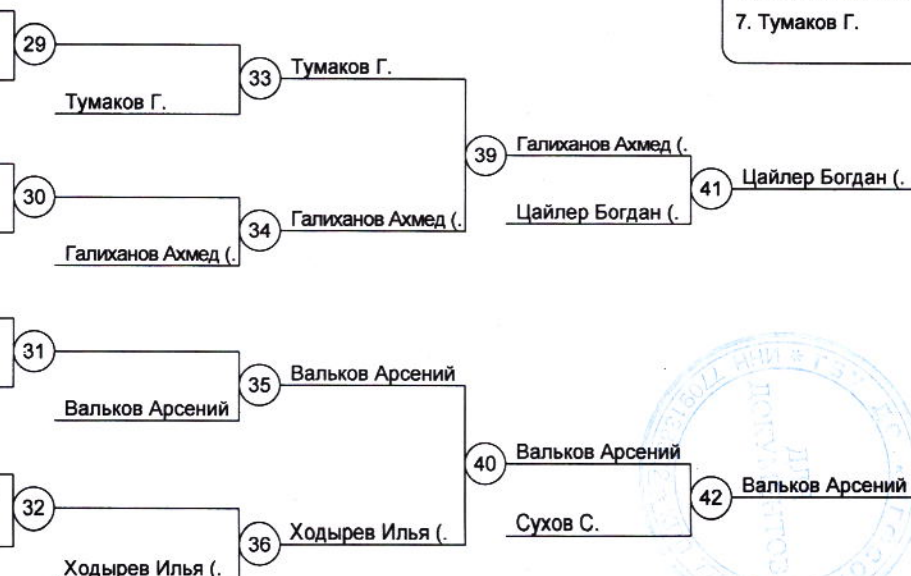 7. Тумаков Г.
29
33 Тумаков Г.
Тумаков Г.
39 Галиханов Ахмед (.
30
41 Цайлер Богдан (.
34 Галиханов Ахмед (.
Цайлер Богдан (.
Галиханов Ахмед (.
31
35 Вальков Арсений
Вальков Арсений
40 Вальков Арсений
32
42 Вальков Арсений
36 Ходырев Илья (.
Сухов С.
Ходырев Илья (.
ДЛЯ
ДОКУМЕНТОВ